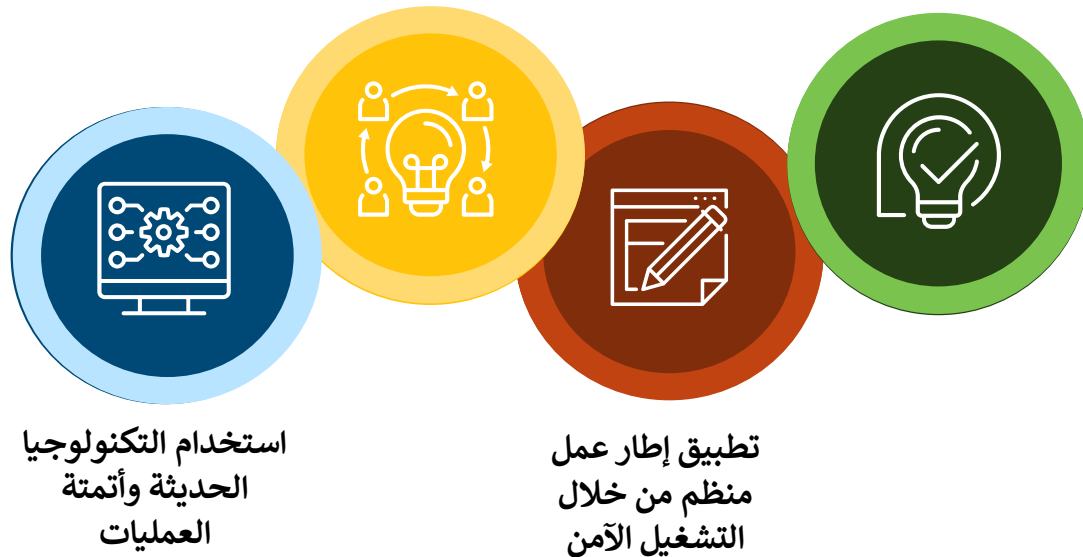 تطبيق إطار عمل
منظم من خلال
التشغيل الآمن
استخدام التكنولوجيا
الحديثة وأتمتة
العمليات